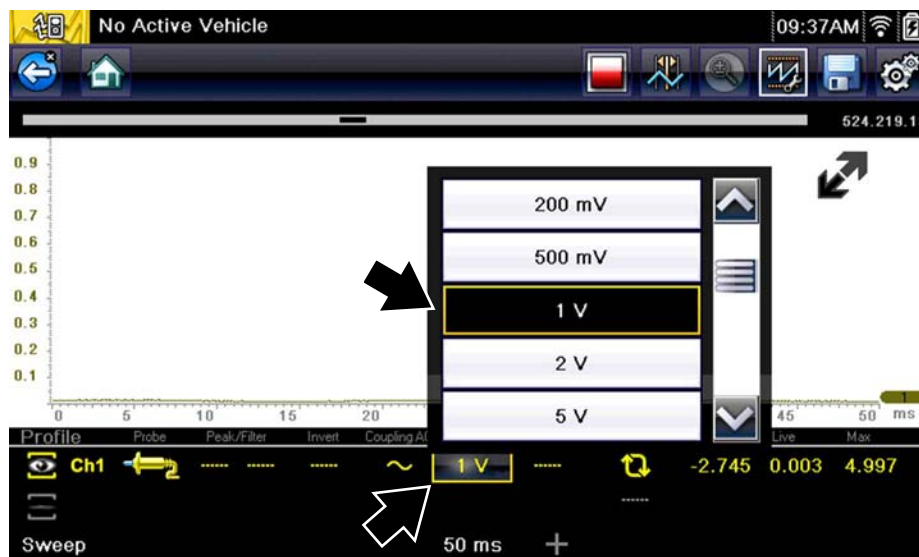 No Active Vehicle 09:37AM
524.219.1
0.9
0.8
0.7
0.6
0.5
0.4
0.3
0.2
0.1
200 mV
500 mV
1 V
2 V
5 V
1
0 5 10 15 20 45 50 ms
Profile Probe Peak/Filter Invert Coupling Live Max
Ch1 ------ ------ ------ ~ 1 V ------ -2.745 0.003 4.997
------
Sweep 50 ms +